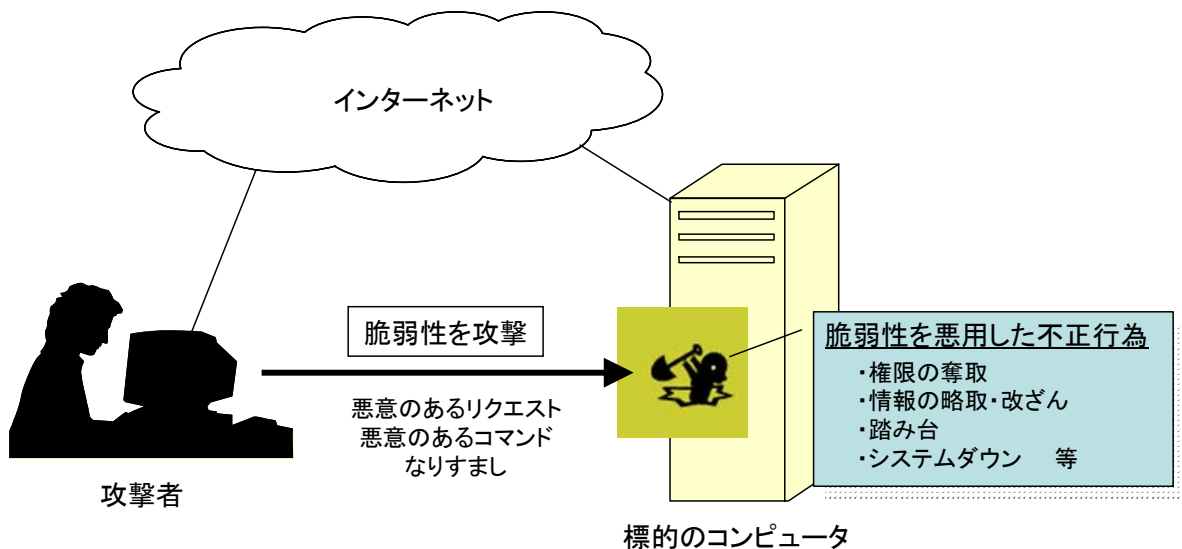 インターネット
脆弱性を攻撃
悪意のあるリクエスト
悪意のあるコマンド
なりすまし
攻撃者
脆弱性を悪用した不正行為
・権限の奪取
・情報の略取・改ざん
・踏み台
・システムダウン　等
標的のコンピュータ